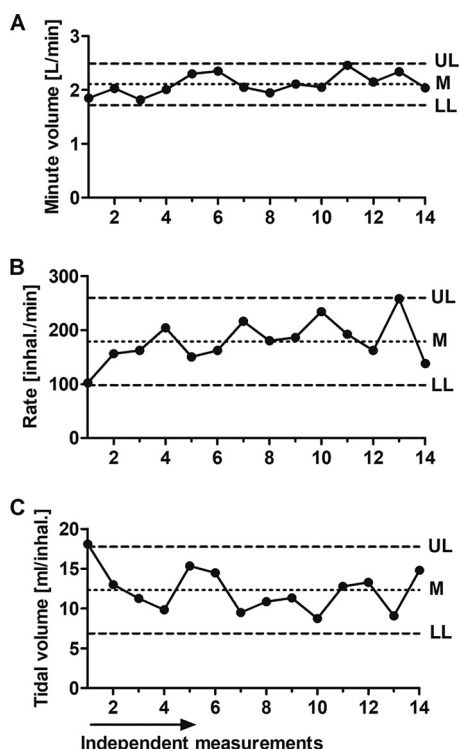 A
Minute volume [L/min]
3
2
1
0
UL
M
LL
2 4 6 8 10 12 14
B
Rate [inhal./min]
300
200
100
0
UL
M
LL
2 4 6 8 10 12 14
C
Tidal volume [ml/inhal.]
20
15
10
5
0
UL
M
LL
2 4 6 8 10 12 14
Independent measurements